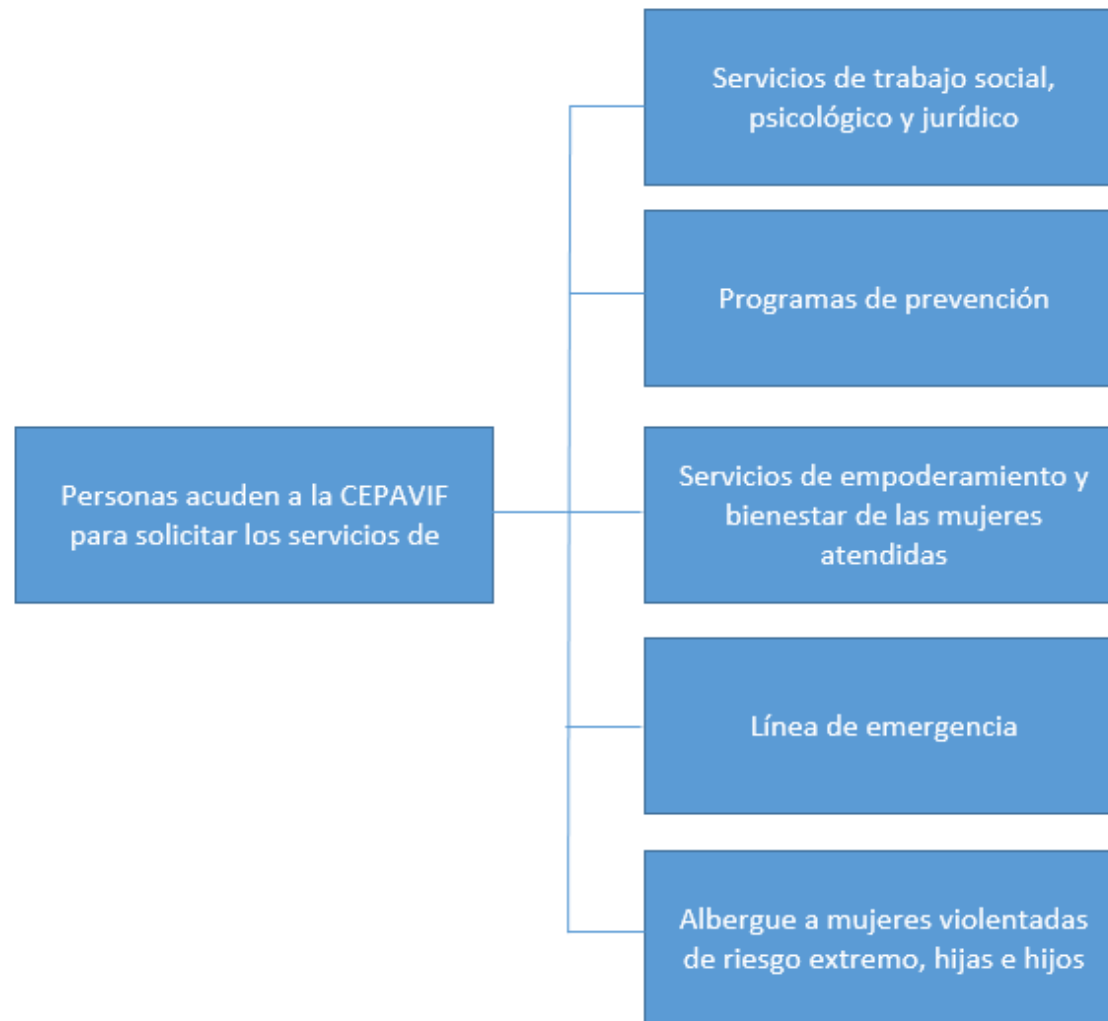 Servicios de trabajo social,
psicológico y jurídico
Programas de prevención
Personas acuden a la CEPAVIF
para solicitar los servicios de
Servicios de empoderamiento y
bienestar de las mujeres
atendidas
Línea de emergencia
Albergue a mujeres violentadas
de riesgo extremo, hijas e hijos